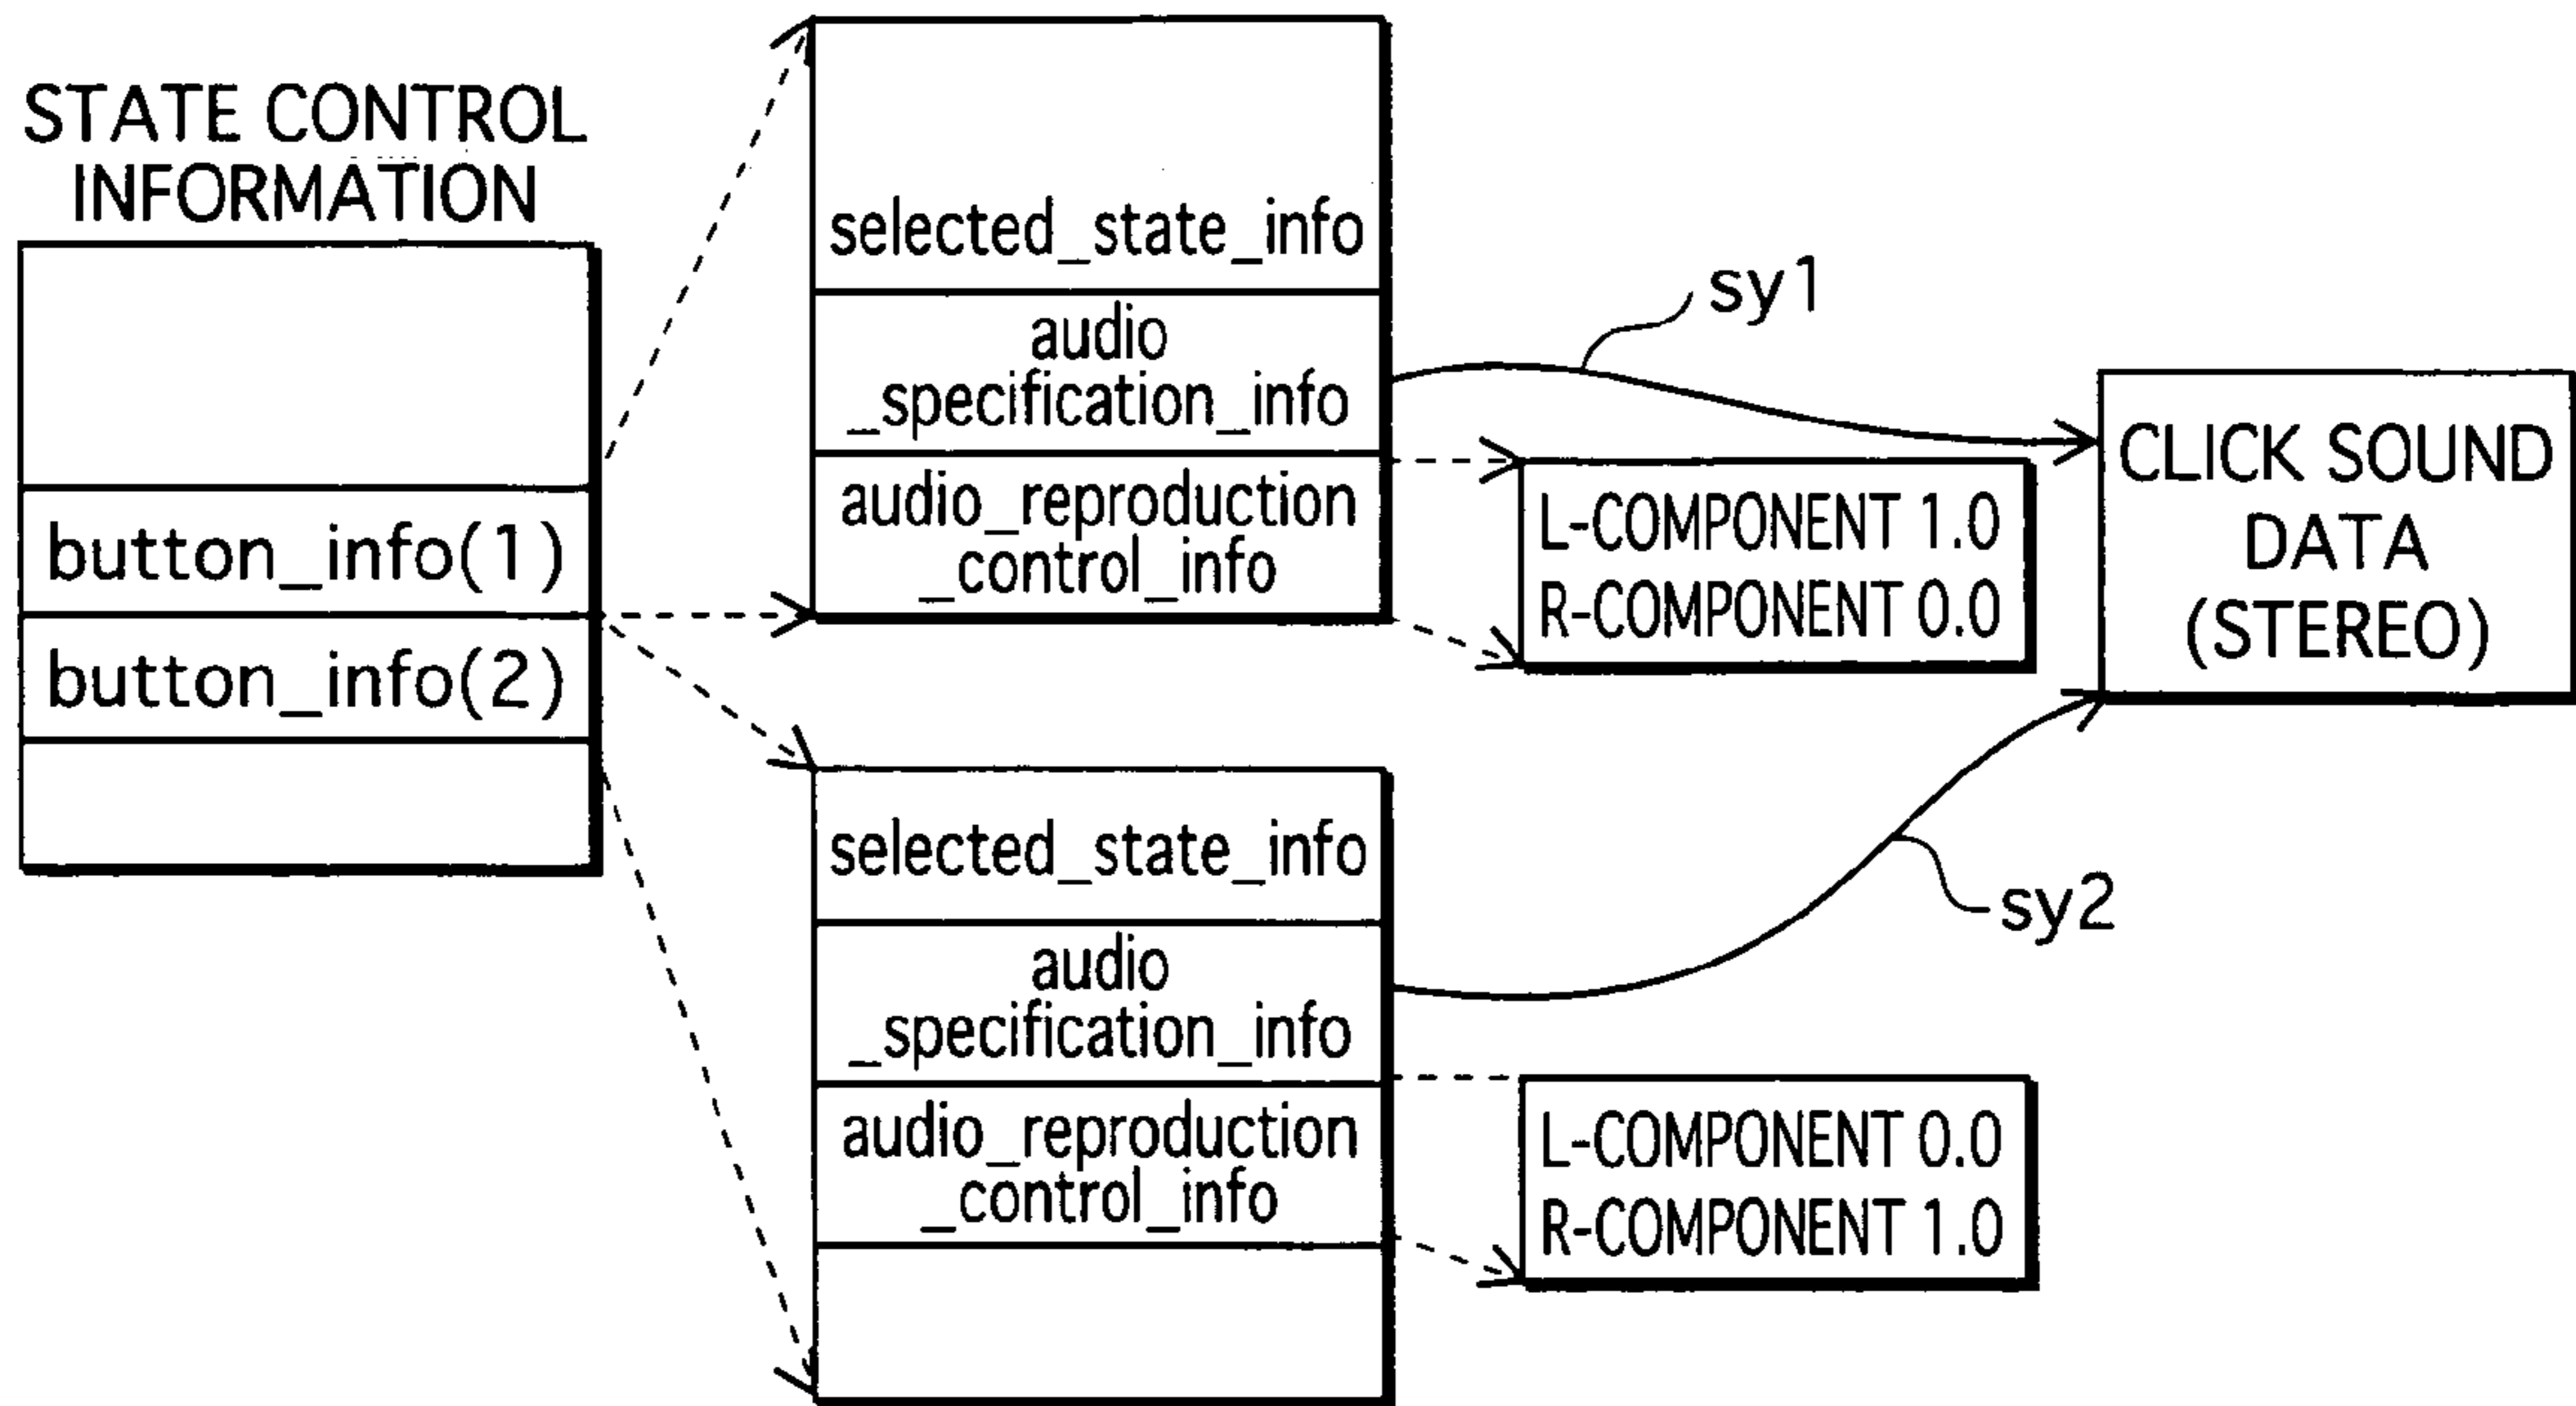 STATE CONTROL
INFORMATION
button_info(1)
button_info(2)
selected_state_info
audio
_specification_info
audio_reproduction
_control_info
L-COMPONENT 1.0
R-COMPONENT 0.0
sy1
CLICK SOUND
DATA
(STEREO)
selected_state_info
audio
_specification_info
audio_reproduction
_control_info
L-COMPONENT 0.0
R-COMPONENT 1.0
sy2